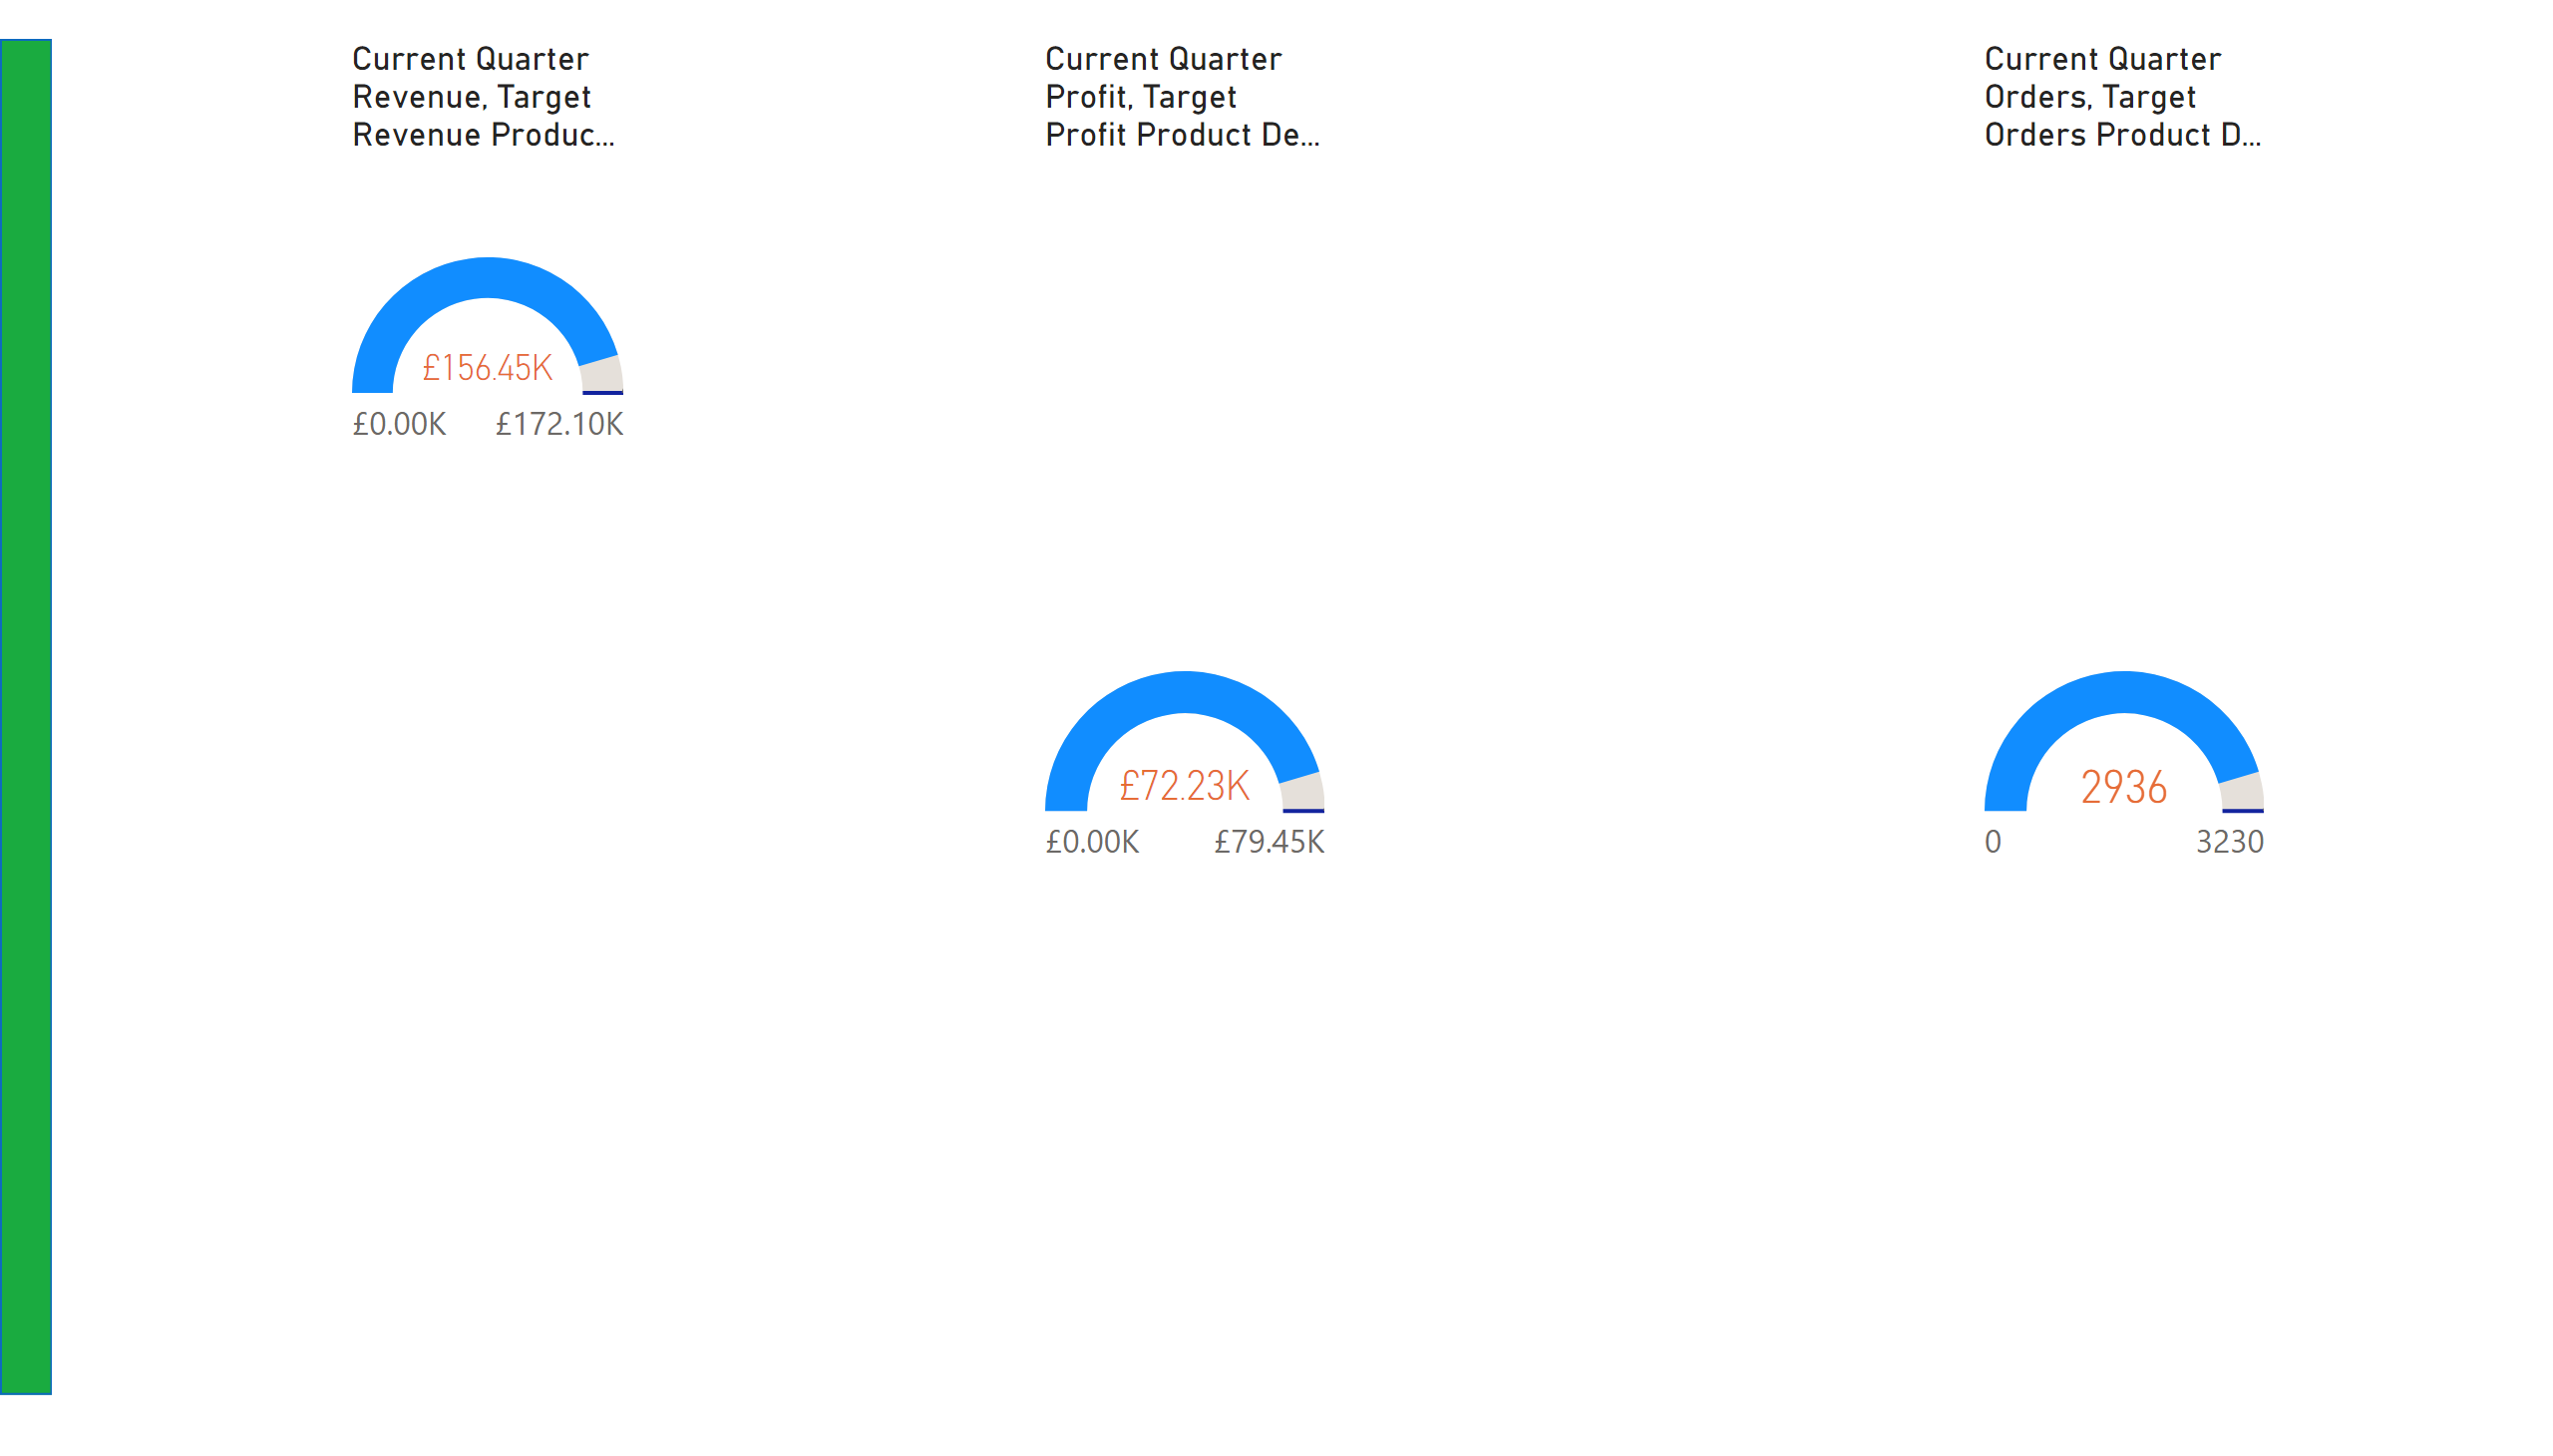 Current Quarter
Revenue, Target
Revenue Produc...
£156.45K
£0.00K
£172.10K
Current Quarter
Profit, Target
Profit Product De...
£72.23K
£0.00K
£79.45K
Current Quarter
Orders, Target
Orders Product D...
2936
0
3230